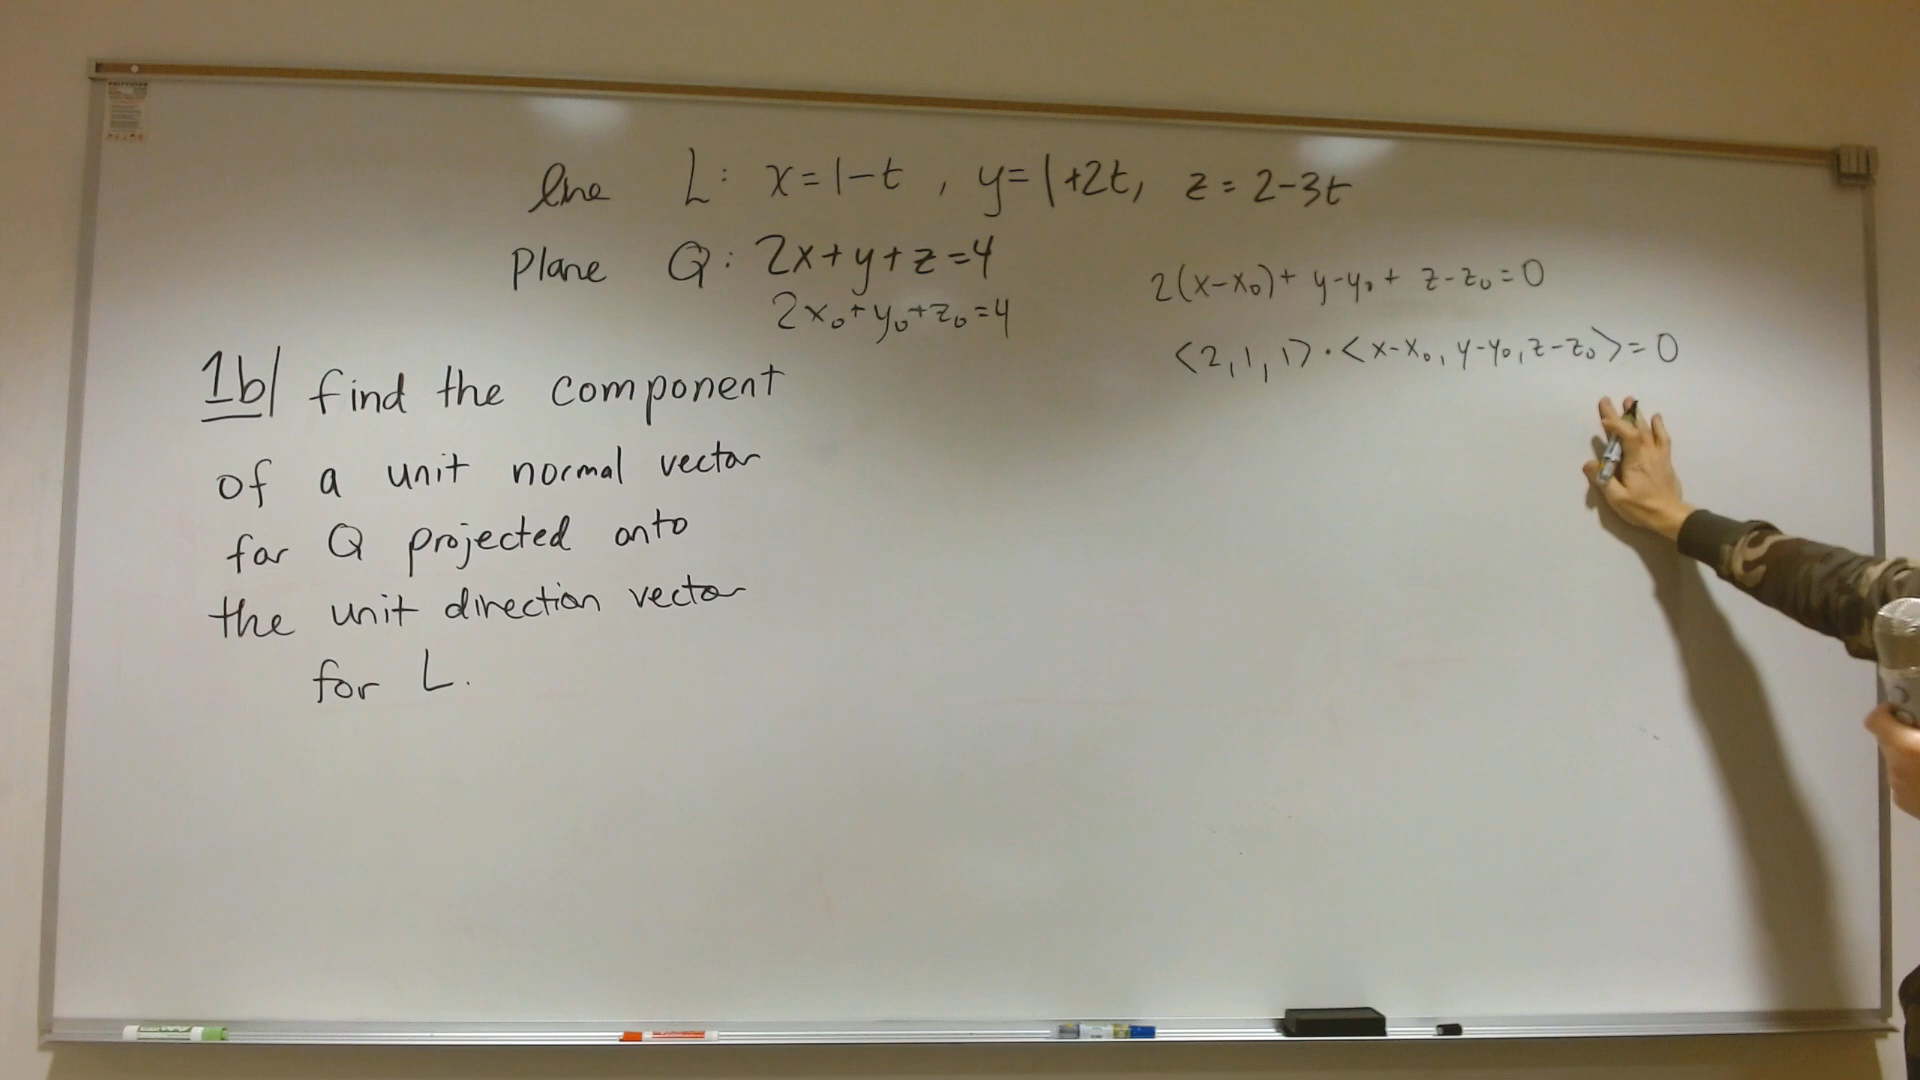 line L: x=1-t, y=1+2t, z=2-3t
Plane Q: 2x+y+z=4
2x₀+y₀+z₀=4
2(x-x₀)+ y-y₀+ z-z₀=0
<2,1,1>·<x-x₀, y-y₀, z-z₀>=0
1b| find the component
of a unit normal vector
for Q projected onto
the unit direction vector
for L.